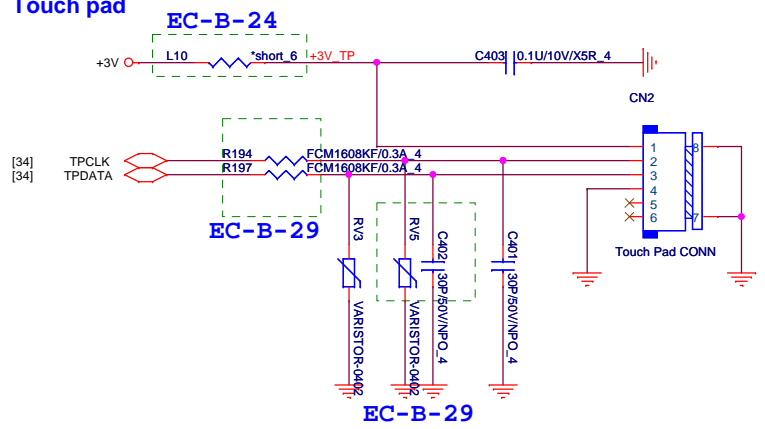 Touch pad
EC-B-24
+3V
L10
*short_6
+3V_TP
C403
0.1U/10V/X5R_4
CN2
[34] TPCLK
R194
FCM1608KF/0.3A_4
[34] TPDATA
R197
FCM1608KF/0.3A_4
1
2
3
4
5
6
8
7
EC-B-29
Touch Pad CONN
RV3
VARISTOR-0402
RV5
VARISTOR-0402
C402
30P/50V/NPO_4
C401
30P/50V/NPO_4
EC-B-29